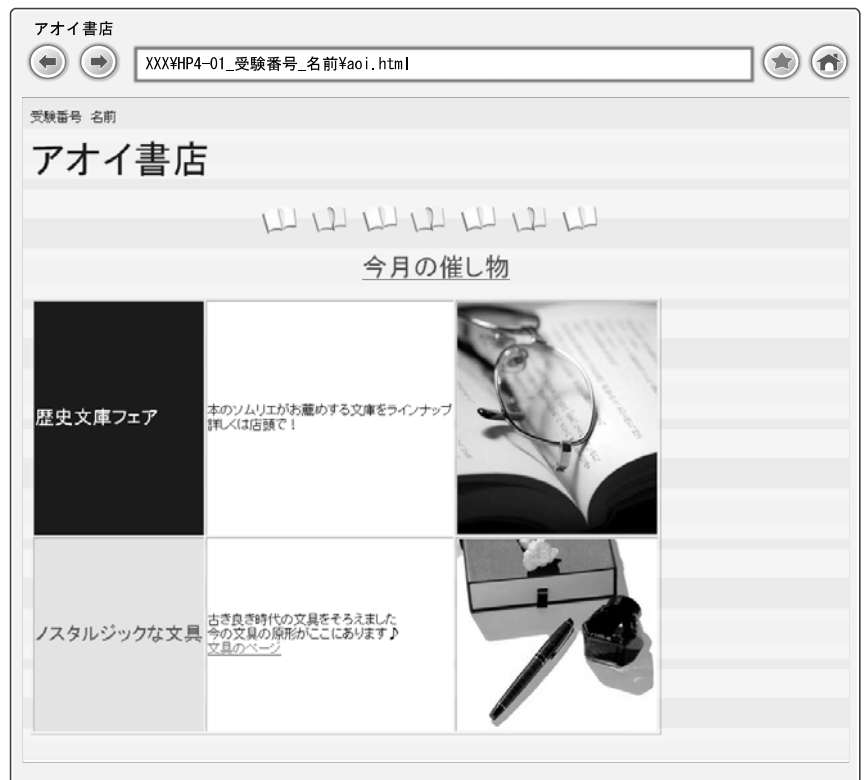 アオイ書店
XXX¥HP4-01_受験番号_名前¥aoi.html
受験番号 名前
アオイ書店
今月の催し物
歴史文庫フェア
本のソムリエがお薦めする文庫をラインナップ
詳しくは店頭で！
ノスタルジックな文具
古き良き時代の文具をそろえました
今の文具の原形がここにあります♪
文具のページ